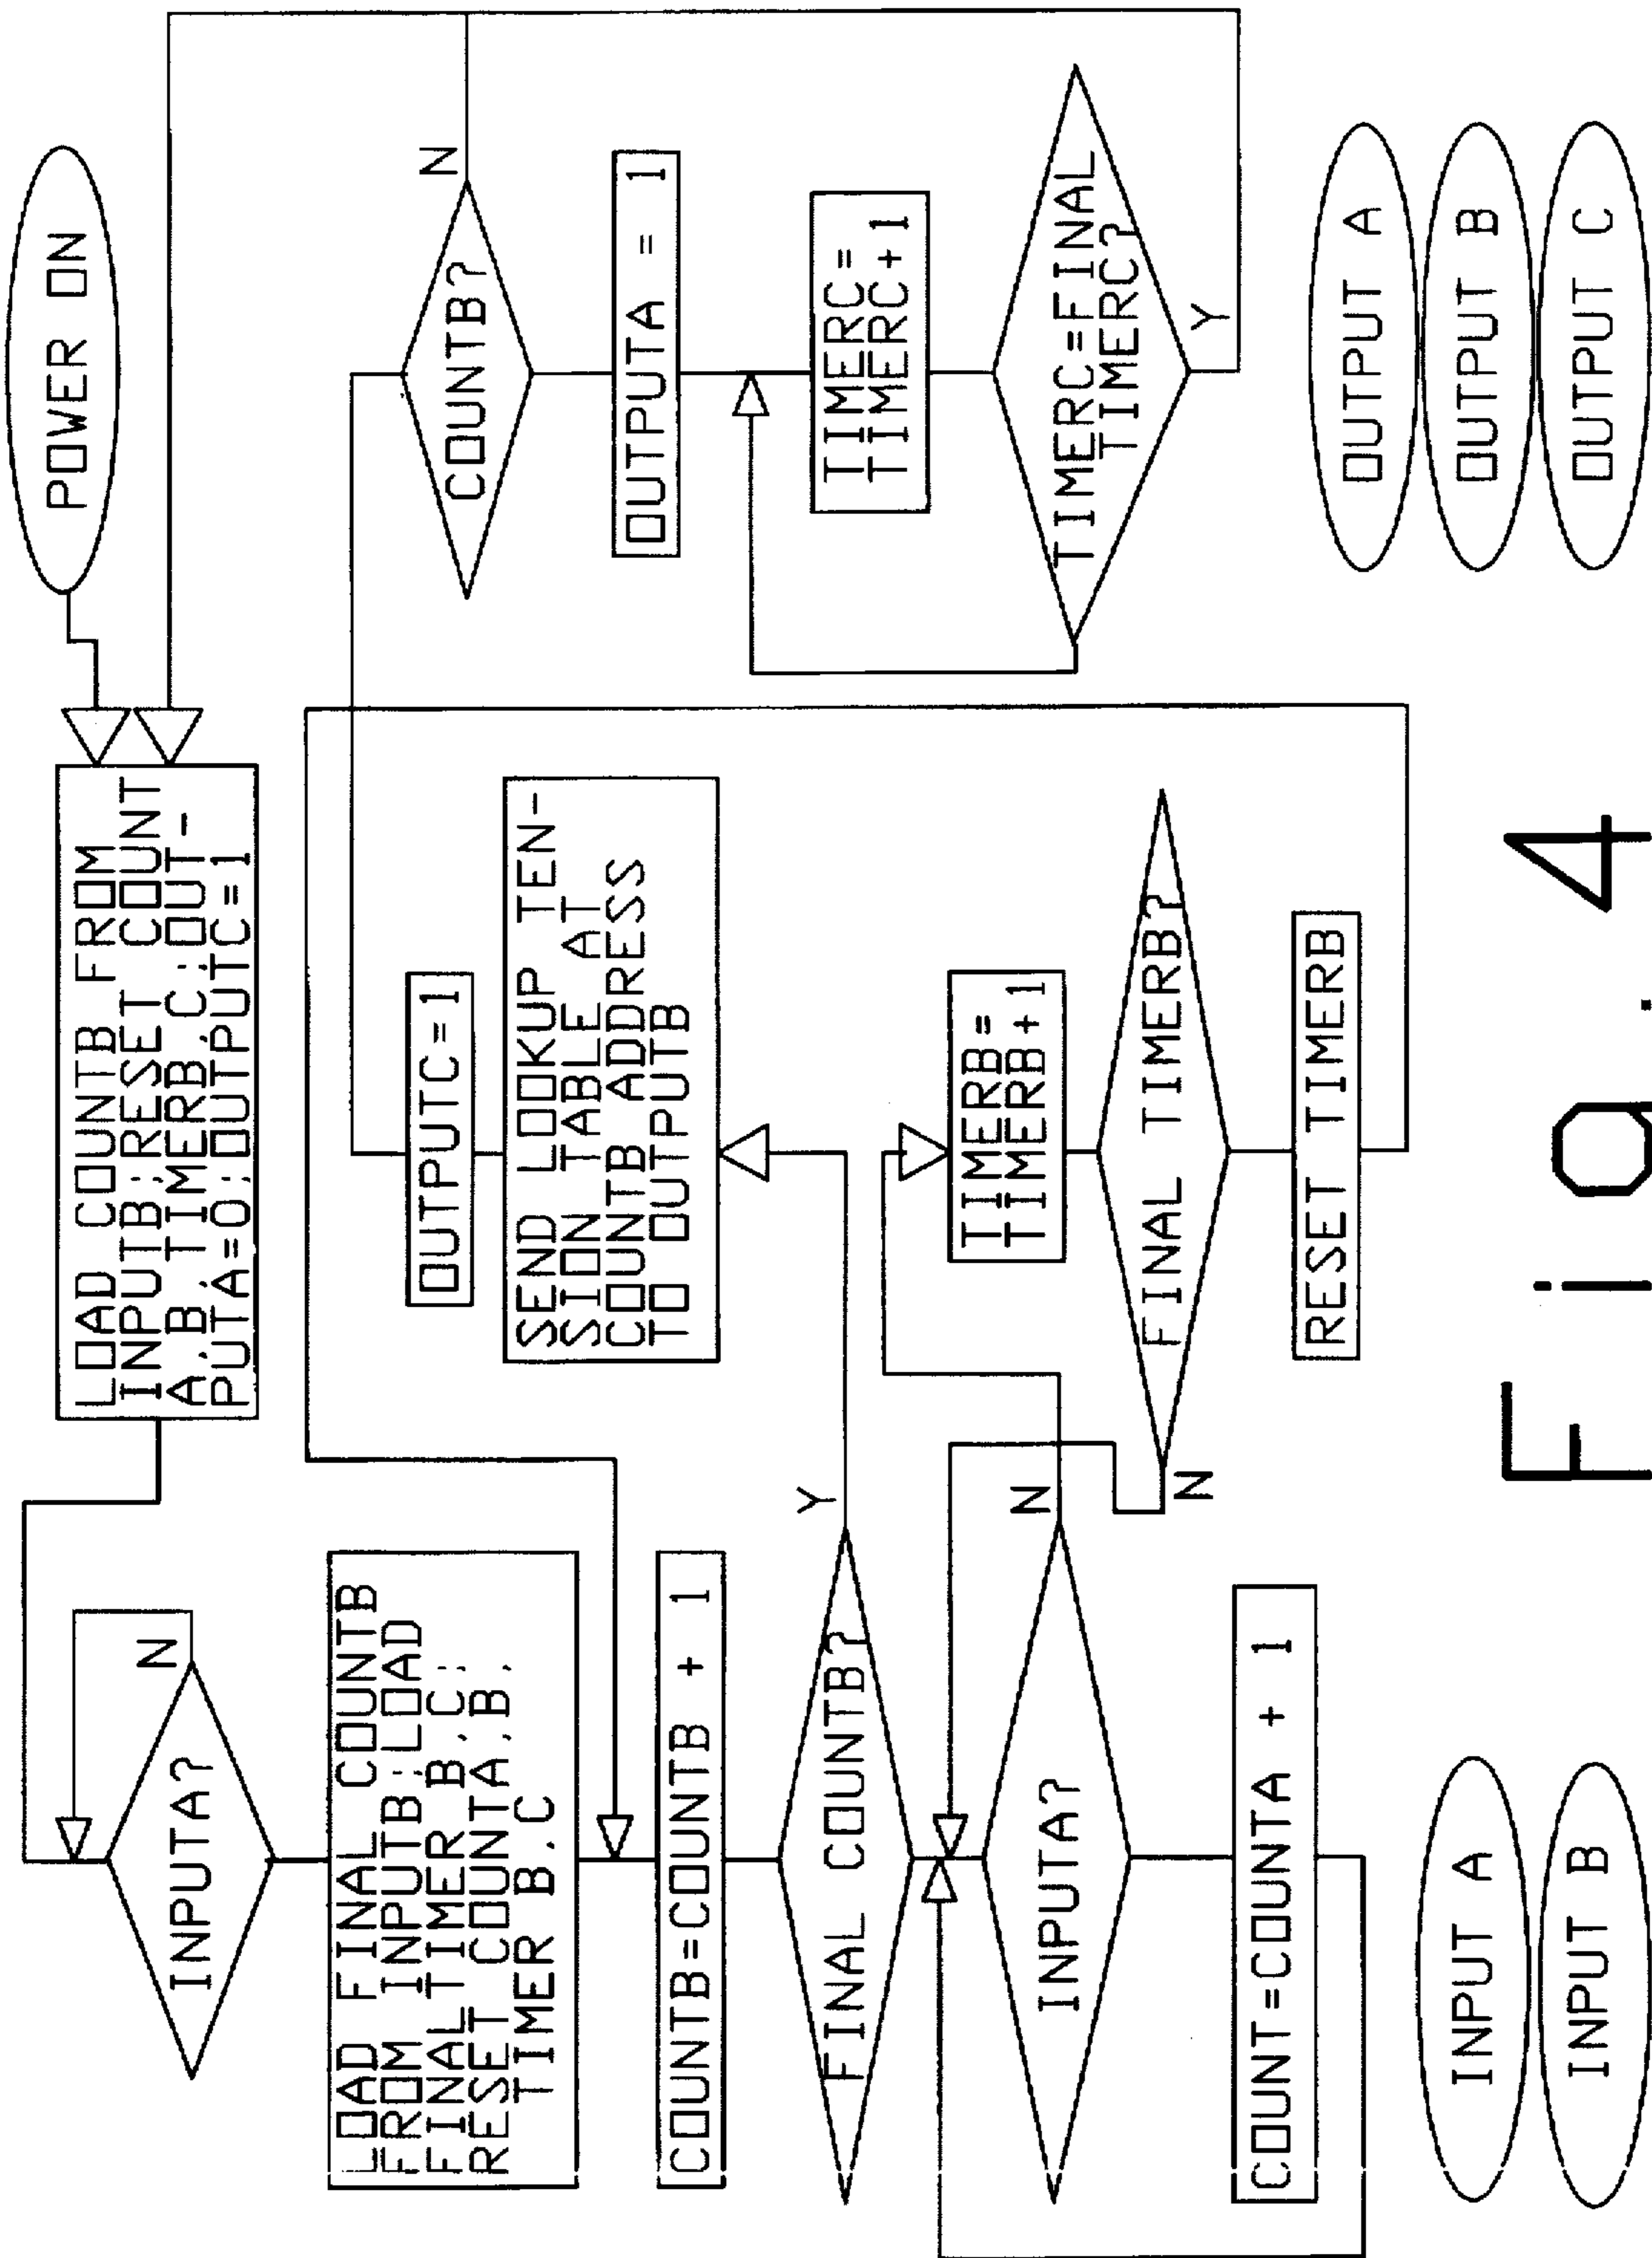 INPUTA?
N
LOAD FINAL COUNTB
FROM INPUTB;LOAD
FINAL TIMER B,C;
RESET COUNTA,B,
TIMER B,C
COUNTB=COUNTB + 1
FINAL COUNTB?
Y
INPUTA?
N
COUNT=COUNTA + 1
INPUT A
INPUT B
LOAD COUNTB FROM
INPUTB;RESET COUNT
A,B,TIMERB,C;OUT-
PUTA=0;OUTPUTC=1
OUTPUTC=1
SEND LOOKUP TEN-
SION TABLE AT
COUNTB ADDRESS
TO OUTPUTB
TIMERB=
TIMERB+1
FINAL TIMERB?
N
RESET TIMERB
POWER ON
COUNTB?
N
OUTPUTA = 1
TIMERC=
TIMERC+1
TIMERC=FINAL
TIMERC?
Y
OUTPUT A
OUTPUT B
OUTPUT C
Fig. 4